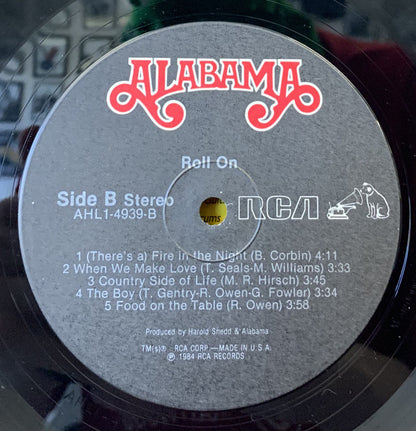 ALABAMA
Roll On
Side B Stereo
AHL1-4939-B
RCA
1 (There's a) Fire in the Night (B. Corbin) 4:11
2 When We Make Love (T. Seals-M. Williams) 3:33
3 Country Side of Life (M. R. Hirsch) 3:45
4 The Boy (T. Gentry-R. Owen-G. Fowler) 3:34
5 Food on the Table (R. Owen) 3:58
Produced by Harold Shedd & Alabama
TM(s)® RCA CORP.—MADE IN U.S.A.
℗ 1984 RCA RECORDS